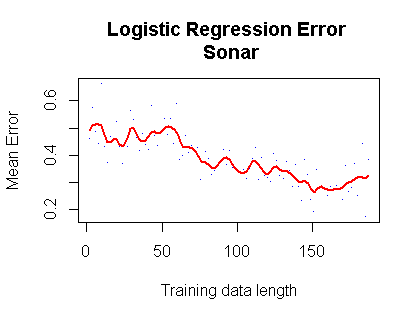 Logistic Regression Error
Sonar
Mean Error
0.6
0.4
0.2
0 50 100 150
Training data length